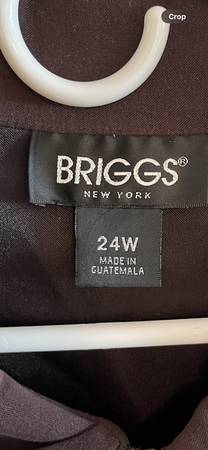 Crop
BRIGGS®
NEW YORK
24W
MADE IN
GUATEMALA